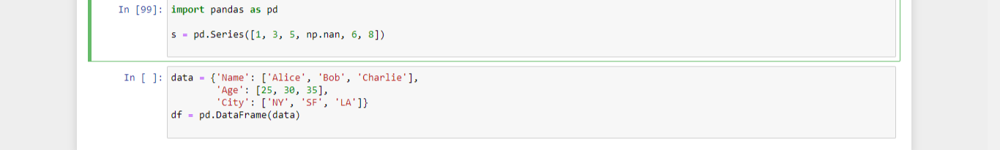 In [99]: import pandas as pd
s = pd.Series([1, 3, 5, np.nan, 6, 8])
In [ ]: data = {'Name': ['Alice', 'Bob', 'Charlie'],
'Age': [25, 30, 35],
'City': ['NY', 'SF', 'LA']}
df = pd.DataFrame(data)